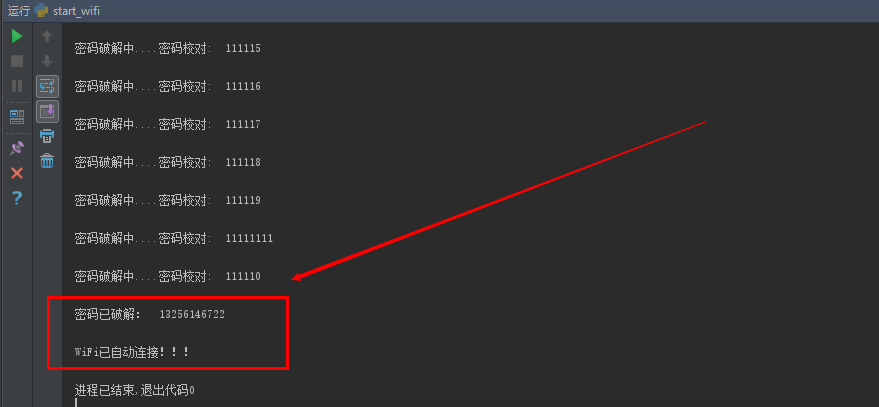 运行 start_wifi
密码破解中....密码校对: 111115
密码破解中....密码校对: 111116
密码破解中....密码校对: 111117
密码破解中....密码校对: 111118
密码破解中....密码校对: 111119
密码破解中....密码校对: 11111111
密码破解中....密码校对: 111110
密码已破解: 13256146722
WiFi已自动连接!!!
进程已结束,退出代码0